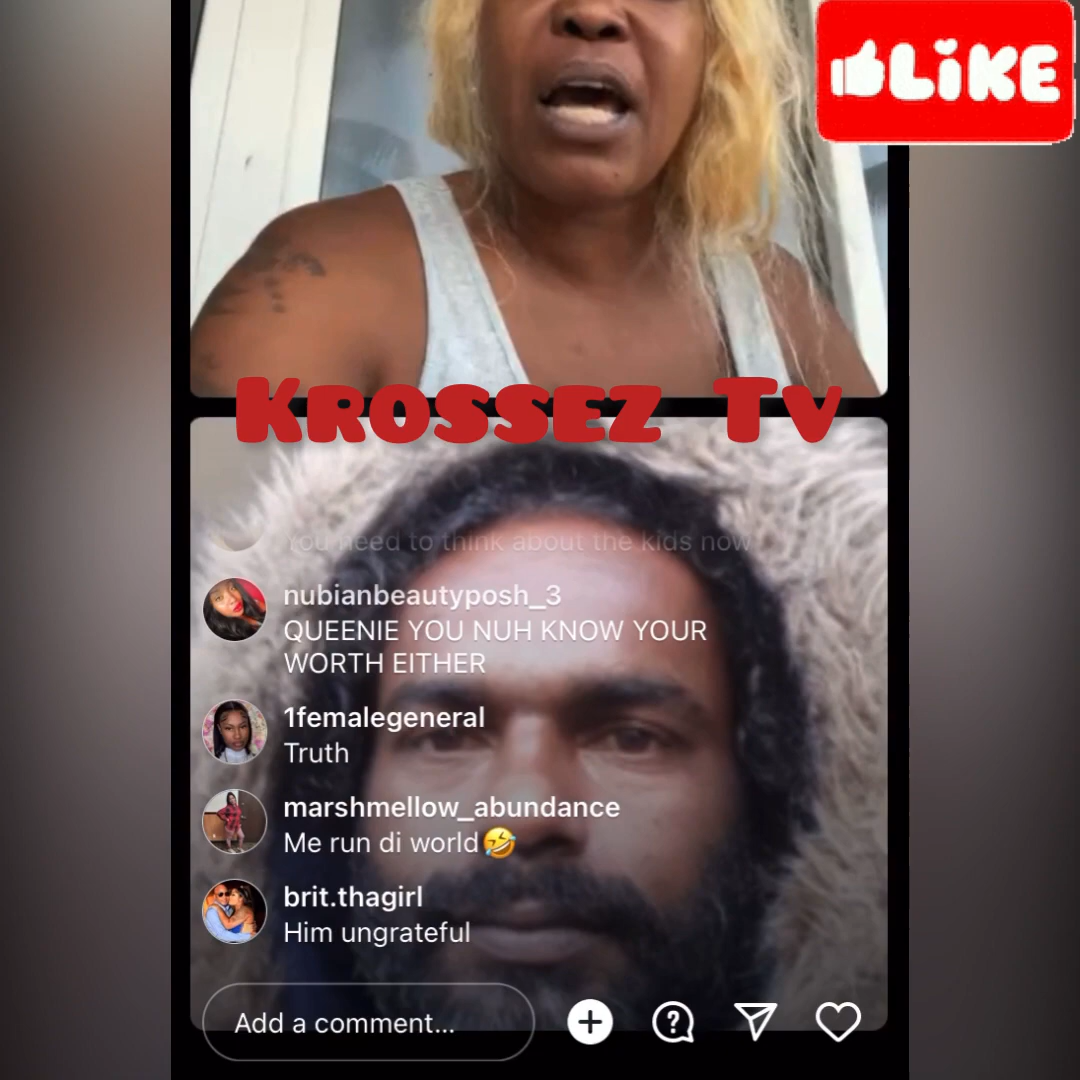 LiKE
KROSSEZ TV
You need to think about the kids now
nubianbeautyposh_3
QUEENIE YOU NUH KNOW YOUR
WORTH EITHER
1femalegeneral
Truth
marshmellow_abundance
Me run di world🤣
brit.thagirl
Him ungrateful
Add a comment...